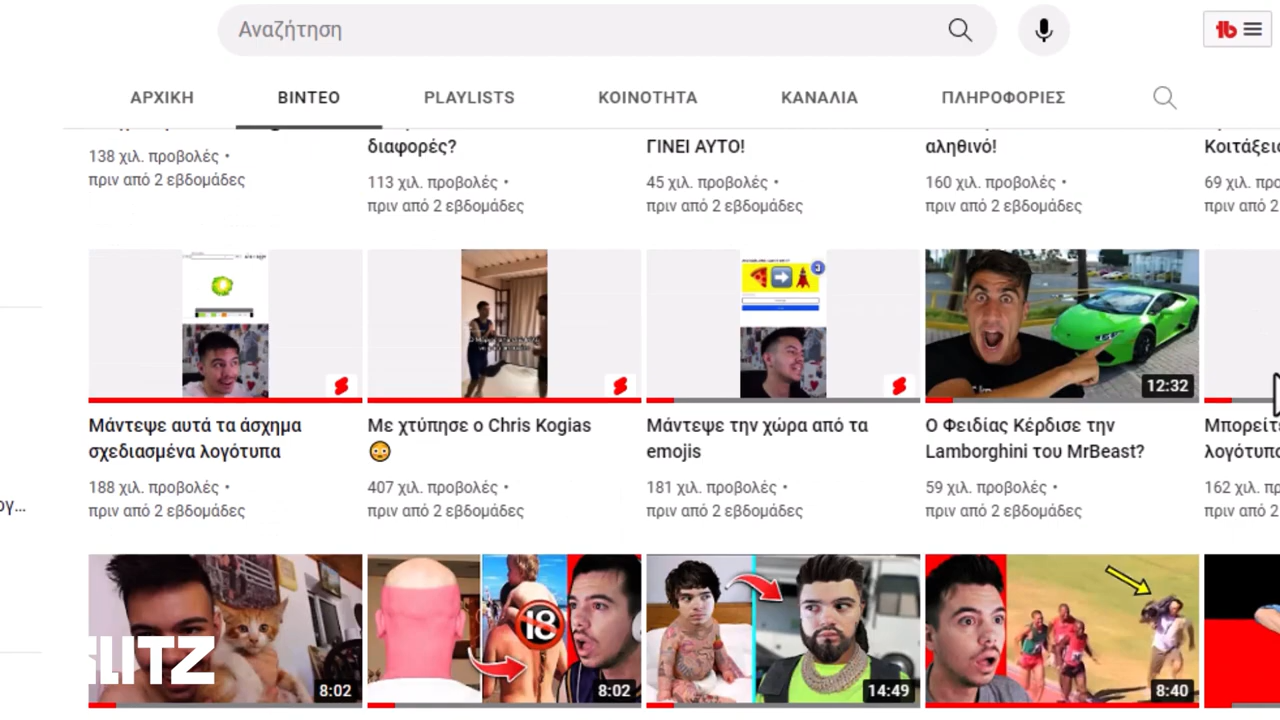 Αναζήτηση
ΑΡΧΙΚΗ ΒΙΝΤΕΟ PLAYLISTS ΚΟΙΝΟΤΗΤΑ ΚΑΝΑΛΙΑ ΠΛΗΡΟΦΟΡΙΕΣ
138 χιλ. προβολές •
πριν από 2 εβδομάδες
διαφορές?
113 χιλ. προβολές •
πριν από 2 εβδομάδες
ΓΙΝΕΙ ΑΥΤΟ!
45 χιλ. προβολές •
πριν από 2 εβδομάδες
αληθινό!
160 χιλ. προβολές •
πριν από 2 εβδομάδες
69 χιλ.
πριν από 2
12:32
Μάντεψε αυτά τα άσχημα
σχεδιασμένα λογότυπα
188 χιλ. προβολές •
πριν από 2 εβδομάδες
Με χτύπησε ο Chris Kogias
😳
407 χιλ. προβολές •
πριν από 2 εβδομάδες
Μάντεψε την χώρα από τα
emojis
181 χιλ. προβολές •
πριν από 2 εβδομάδες
Ο Φειδίας Κέρδισε την
Lamborghini του MrBeast?
59 χιλ. προβολές •
πριν από 2 εβδομάδες
162 χιλ.
πριν από 2
18
LITZ
8:02
8:02
14:49
8:40